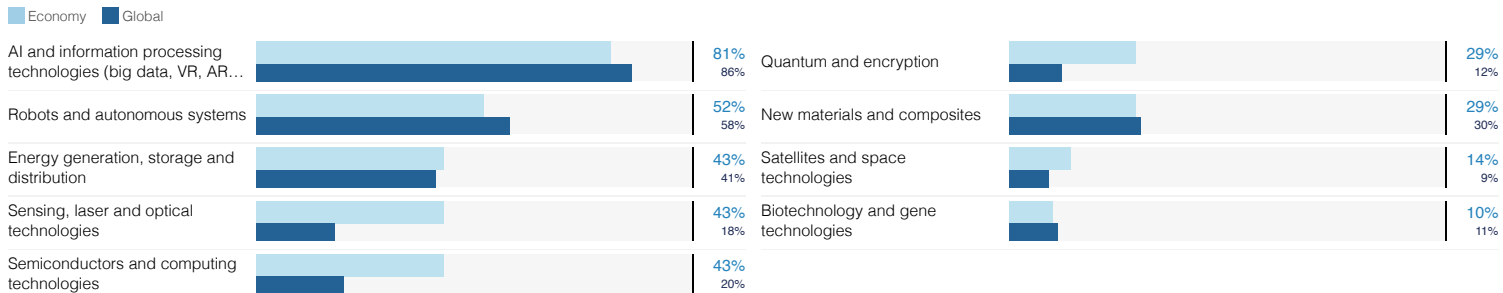 Economy Global
AI and information processing
technologies (big data, VR, AR...
81%
86%
Robots and autonomous systems
52%
58%
Energy generation, storage and
distribution
43%
41%
Sensing, laser and optical
technologies
43%
18%
Semiconductors and computing
technologies
43%
20%
Quantum and encryption
29%
12%
New materials and composites
29%
30%
Satellites and space
technologies
14%
9%
Biotechnology and gene
technologies
10%
11%